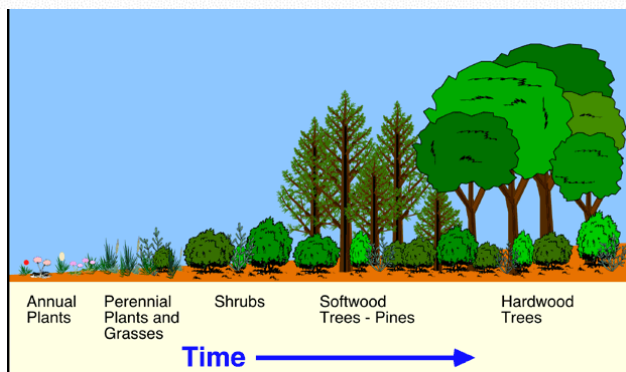 Annual
Plants
Perennial
Plants and
Grasses
Shrubs
Softwood
Trees - Pines
Hardwood
Trees
Time